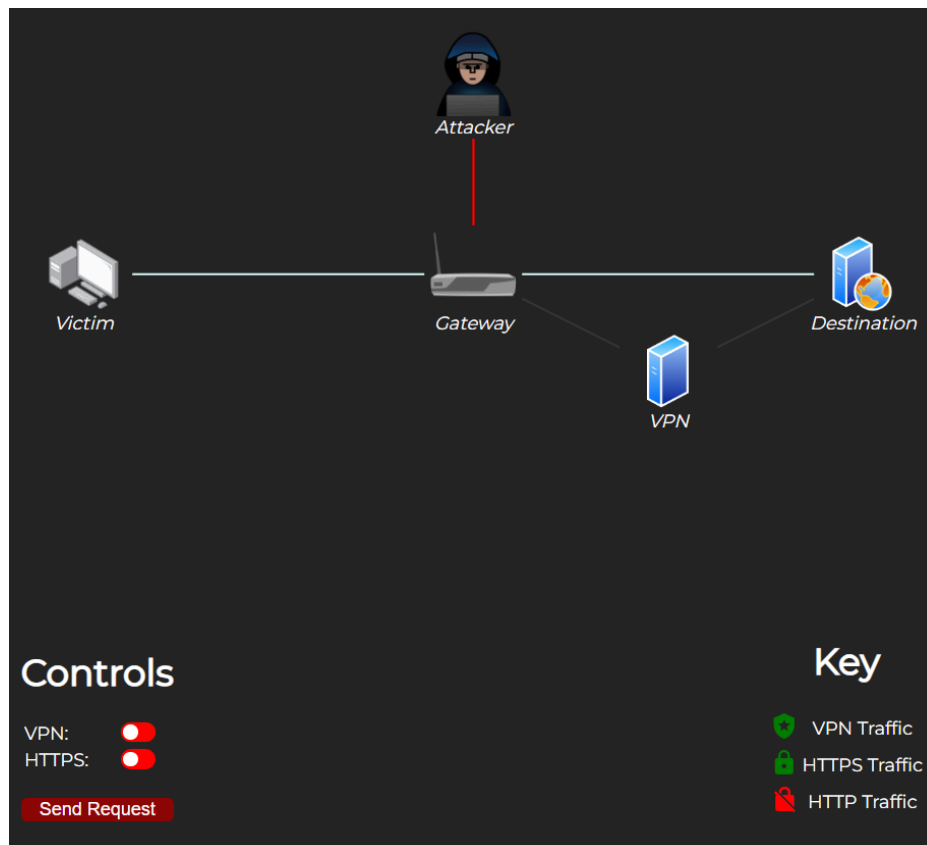 Attacker
Victim
Gateway
Destination
VPN
Controls
VPN:
HTTPS:
Send Request
Key
VPN Traffic
HTTPS Traffic
HTTP Traffic